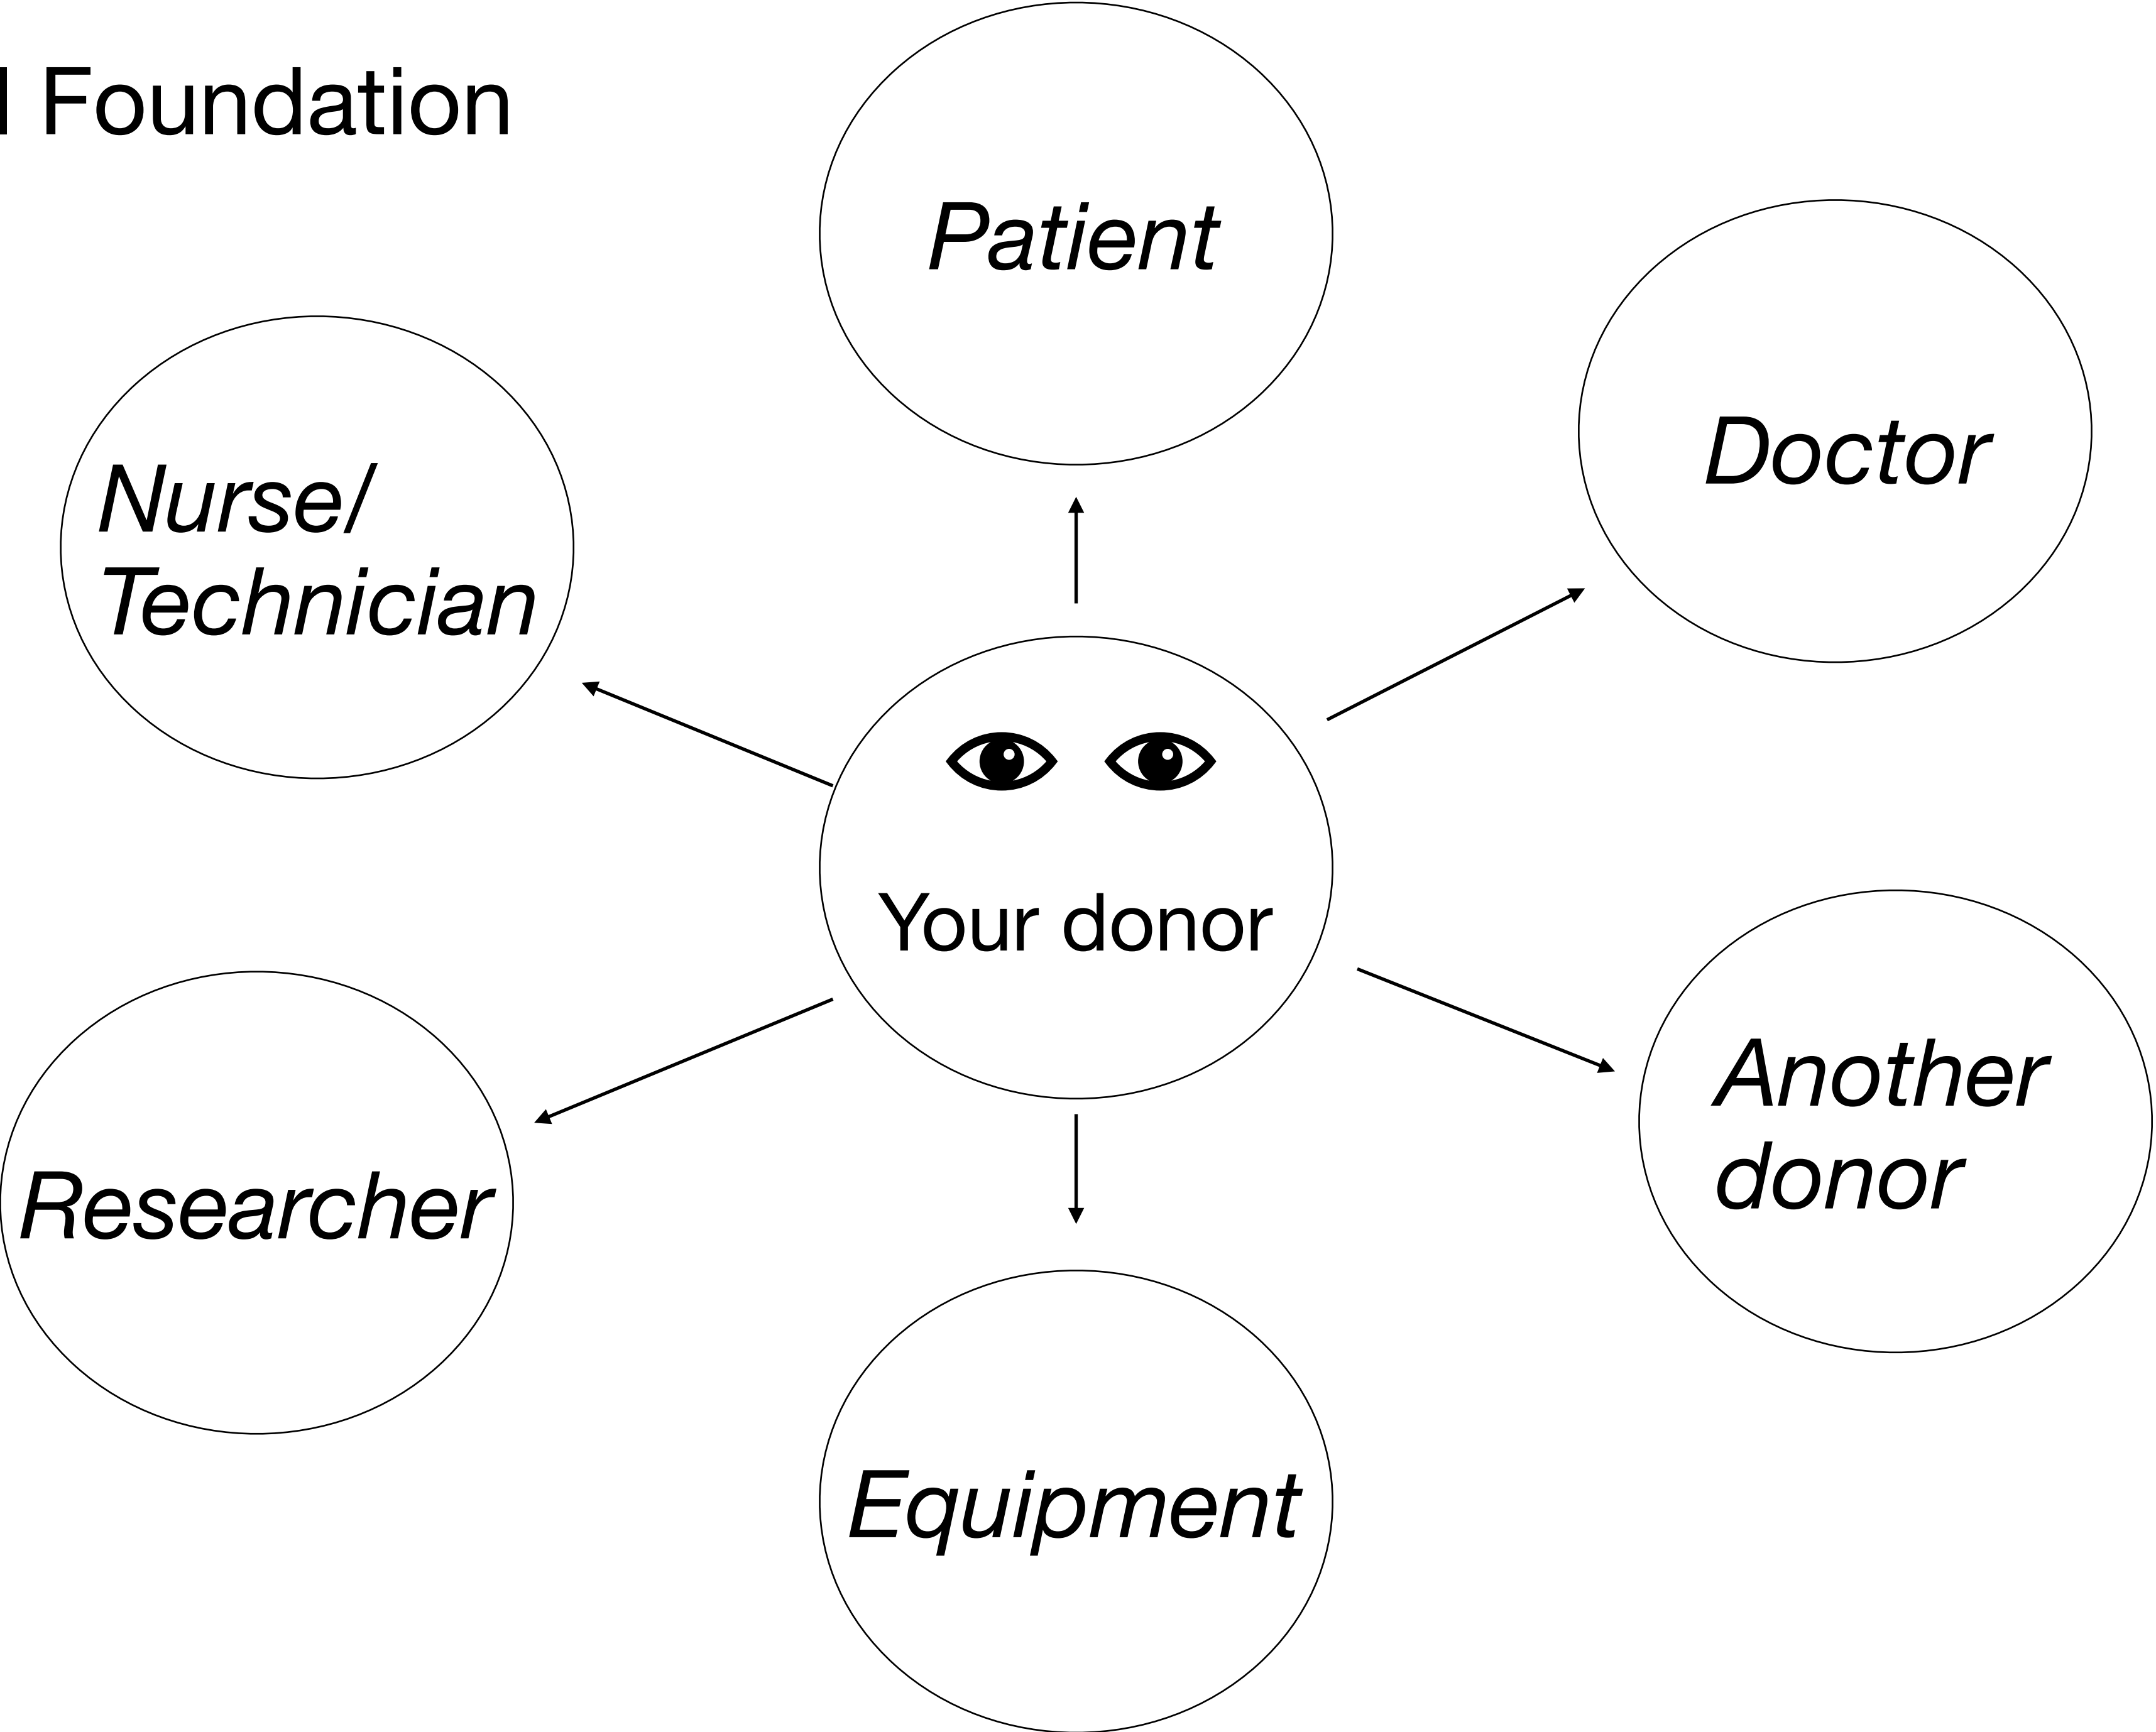 Foundation
Patient
Doctor
Nurse/
Technician
Your donor
Another
donor
Researcher
Equipment